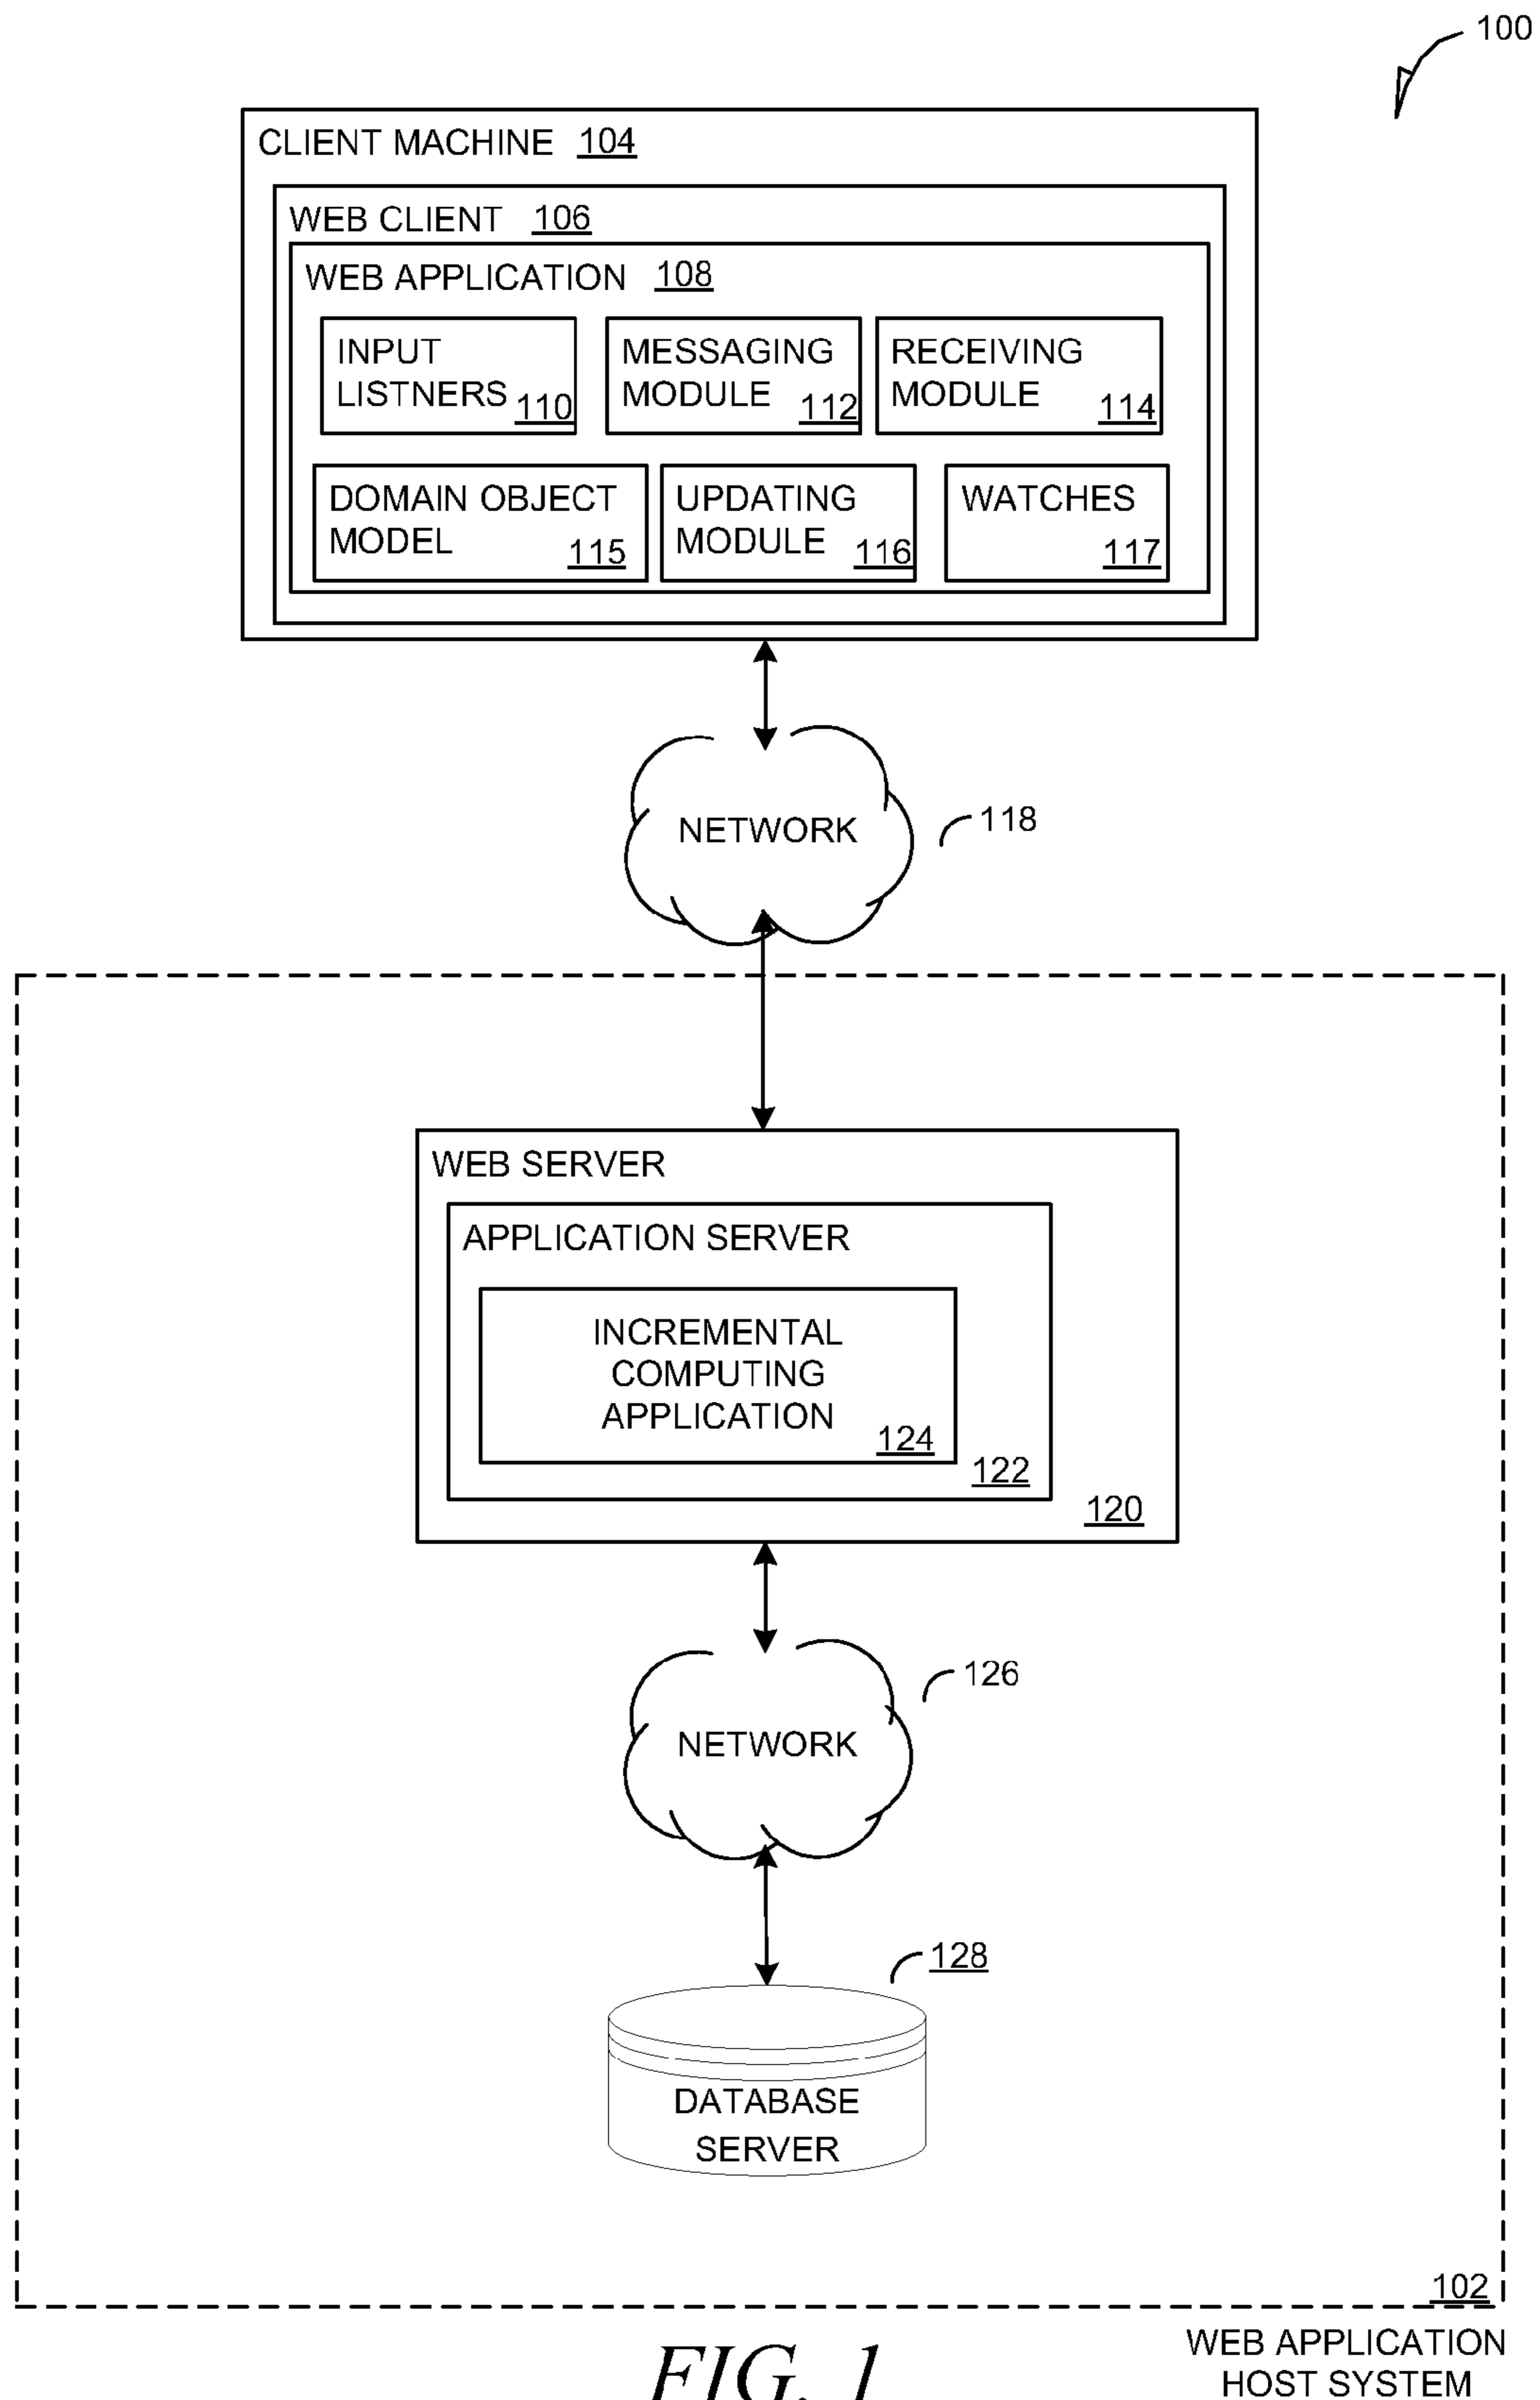 100
CLIENT MACHINE 104
WEB CLIENT 106
WEB APPLICATION 108
INPUT
LISTNERS 110
MESSAGING
MODULE 112
RECEIVING
MODULE 114
DOMAIN OBJECT
MODEL 115
UPDATING
MODULE 116
WATCHES
117
NETWORK
118
WEB SERVER
APPLICATION SERVER
INCREMENTAL
COMPUTING
APPLICATION
124
122
120
126
NETWORK
128
DATABASE
SERVER
102
WEB APPLICATION
HOST SYSTEM
FIG. 1